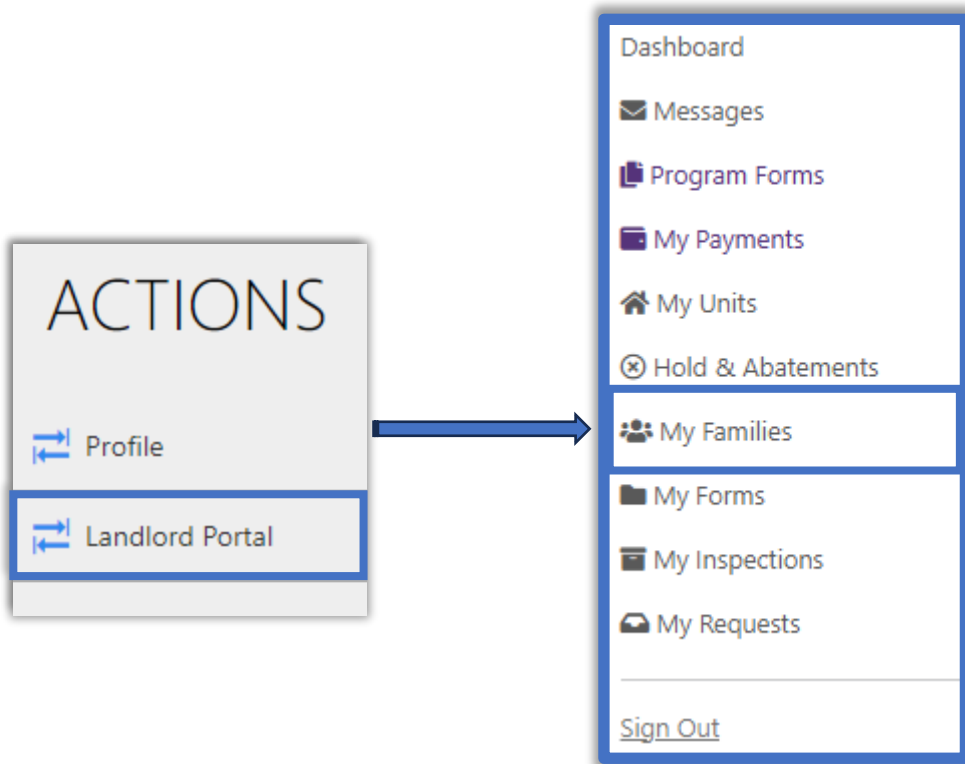 ACTIONS
Profile
Landlord Portal
Dashboard
Messages
Program Forms
My Payments
My Units
Hold & Abatements
My Families
My Forms
My Inspections
My Requests
Sign Out